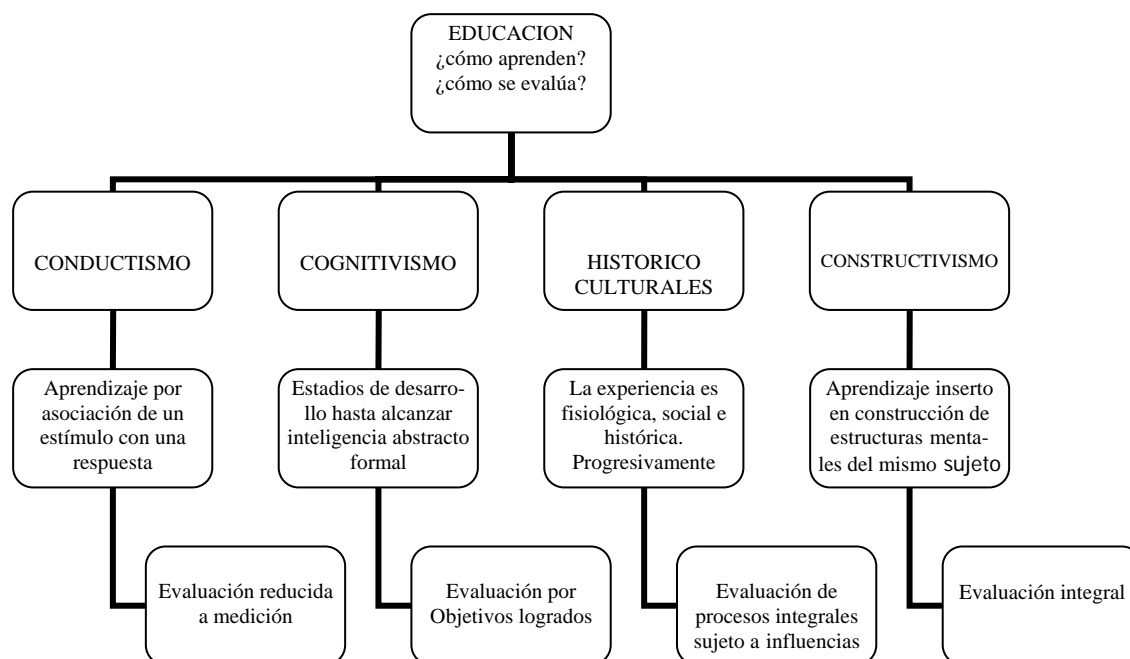 EDUCACION
¿cómo aprenden?
¿cómo se evalúa?
CONDUCTISMO
COGNITIVISMO
HISTORICO
CULTURALES
CONSTRUCTIVISMO
Aprendizaje por
asociación de un
estímulo con una
respuesta
Estadios de desarro-
llo hasta alcanzar
inteligencia abstracto
formal
La experiencia es
fisiológica, social e
histórica.
Progresivamente
Aprendizaje inserto
en construcción de
estructuras menta-
les del mismo sujeto
Evaluación reducida
a medición
Evaluación por
Objetivos logrados
Evaluación de
procesos integrales
sujeto a influencias
Evaluación integral